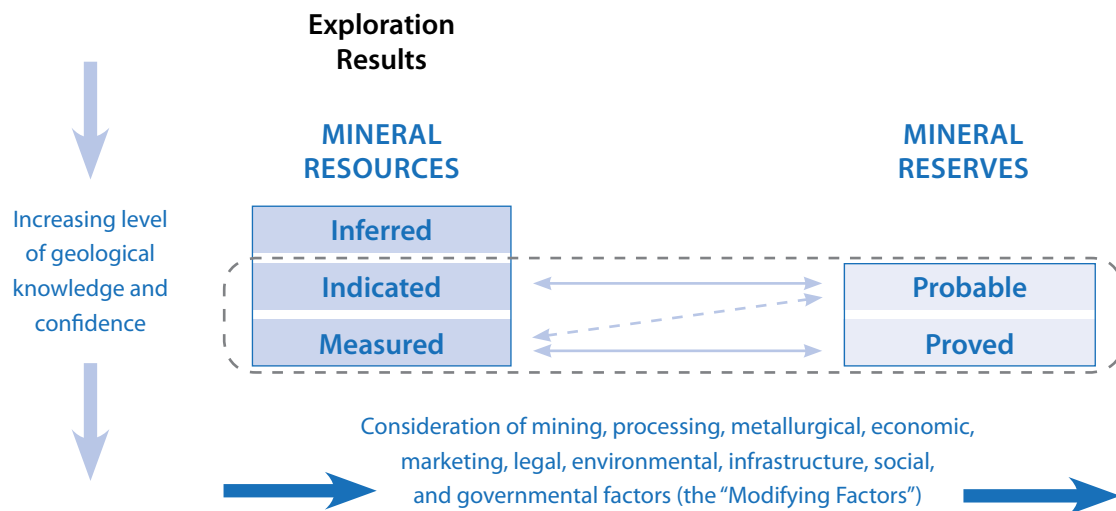 Exploration
Results
MINERAL
RESOURCES
MINERAL
RESERVES
Increasing level
of geological
knowledge and
confidence
Inferred
Indicated
Measured
Probable
Proved
Consideration of mining, processing, metallurgical, economic,
marketing, legal, environmental, infrastructure, social,
and governmental factors (the “Modifying Factors”)